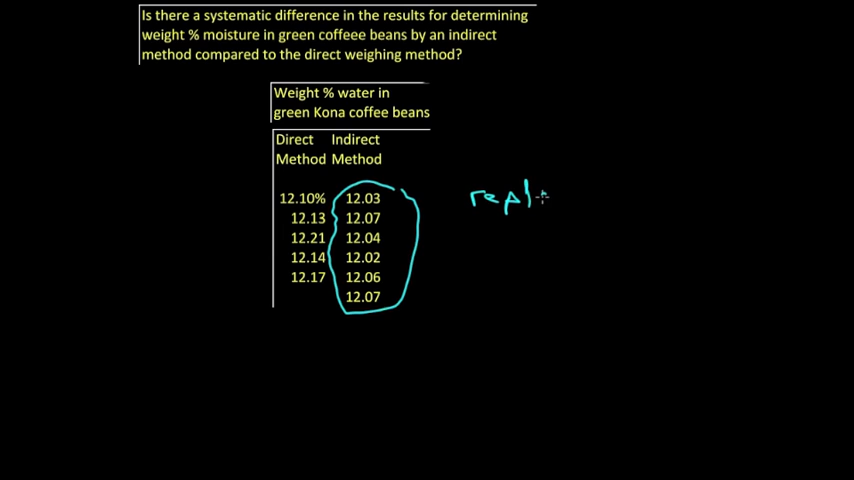 Is there a systematic difference in the results for determining
weight % moisture in green coffeee beans by an indirect
method compared to the direct weighing method?
Weight % water in
green Kona coffee beans
Direct Indirect
Method Method
12.10% 12.03
12.13 12.07
12.21 12.04
12.14 12.02
12.17 12.06
12.07
repl